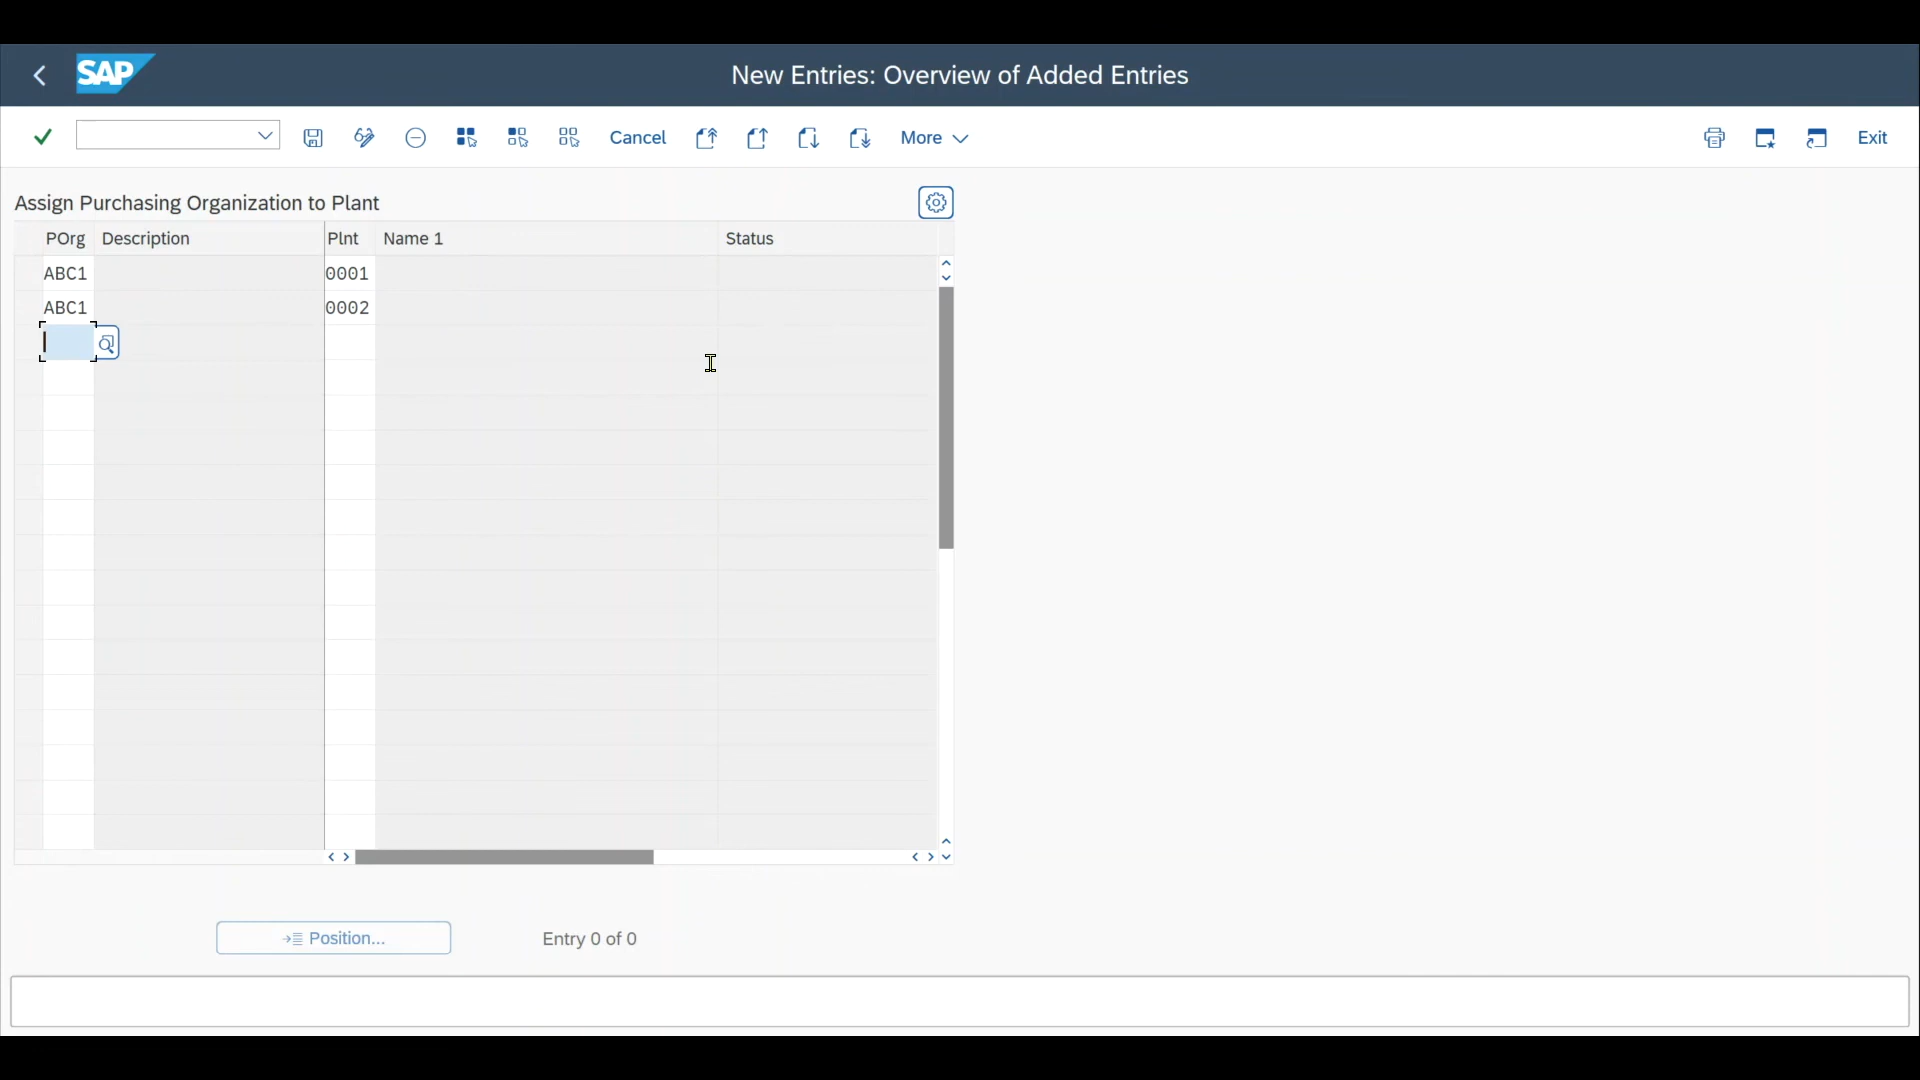 SAP
New Entries: Overview of Added Entries
Cancel
More
Exit
Assign Purchasing Organization to Plant
POrg Description Plnt Name 1 Status
ABC1 0001
ABC1 0002
Position...
Entry 0 of 0